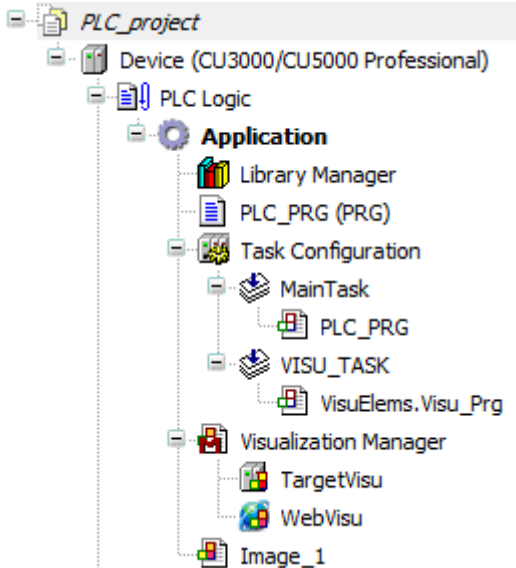 PLC_project
Device (CU3000/CU5000 Professional)
PLC Logic
Application
Library Manager
PLC_PRG (PRG)
Task Configuration
MainTask
PLC_PRG
VISU_TASK
VisuElems.Visu_Prg
Visualization Manager
TargetVisu
WebVisu
Image_1